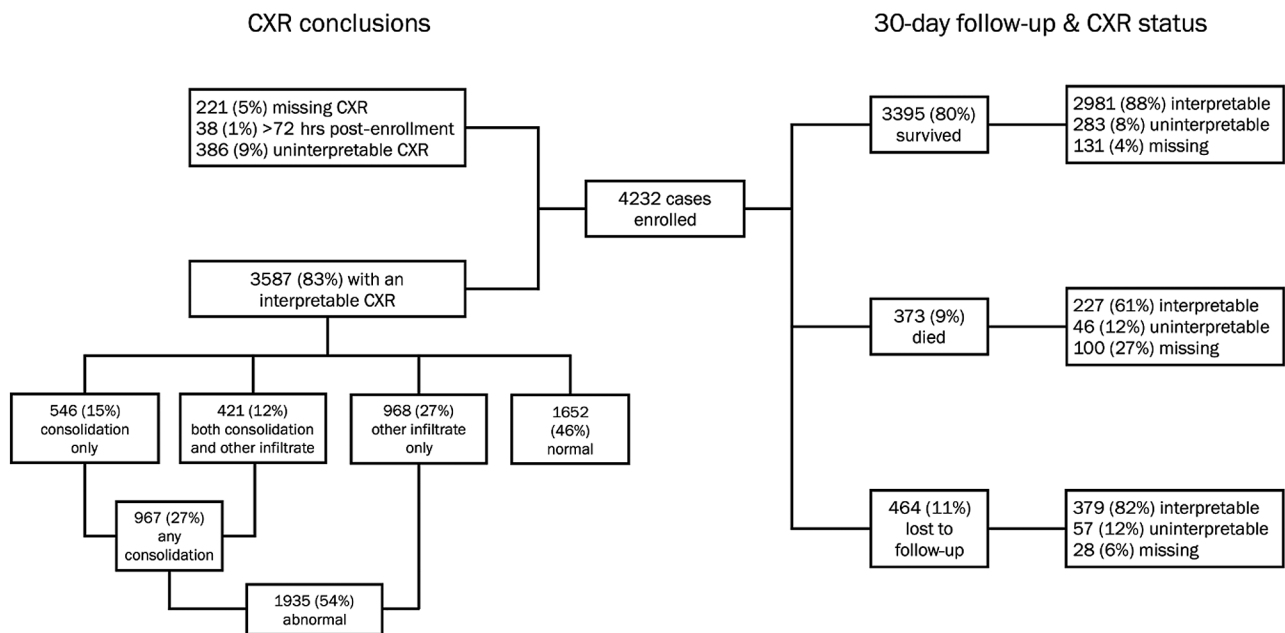 CXR conclusions
221 (5%) missing CXR
38 (1%) >72 hrs post-enrollment
386 (9%) uninterpretable CXR
3587 (83%) with an
interpretable CXR
546 (15%)
consolidation
only
421 (12%)
both consolidation
and other infiltrate
968 (27%)
other infiltrate
only
1652
(46%)
normal
967 (27%)
any
consolidation
1935 (54%)
abnormal
4232 cases
enrolled
30-day follow-up & CXR status
3395 (80%)
survived
2981 (88%) interpretable
283 (8%) uninterpretable
131 (4%) missing
373 (9%)
died
227 (61%) interpretable
46 (12%) uninterpretable
100 (27%) missing
464 (11%)
lost to
follow-up
379 (82%) interpretable
57 (12%) uninterpretable
28 (6%) missing